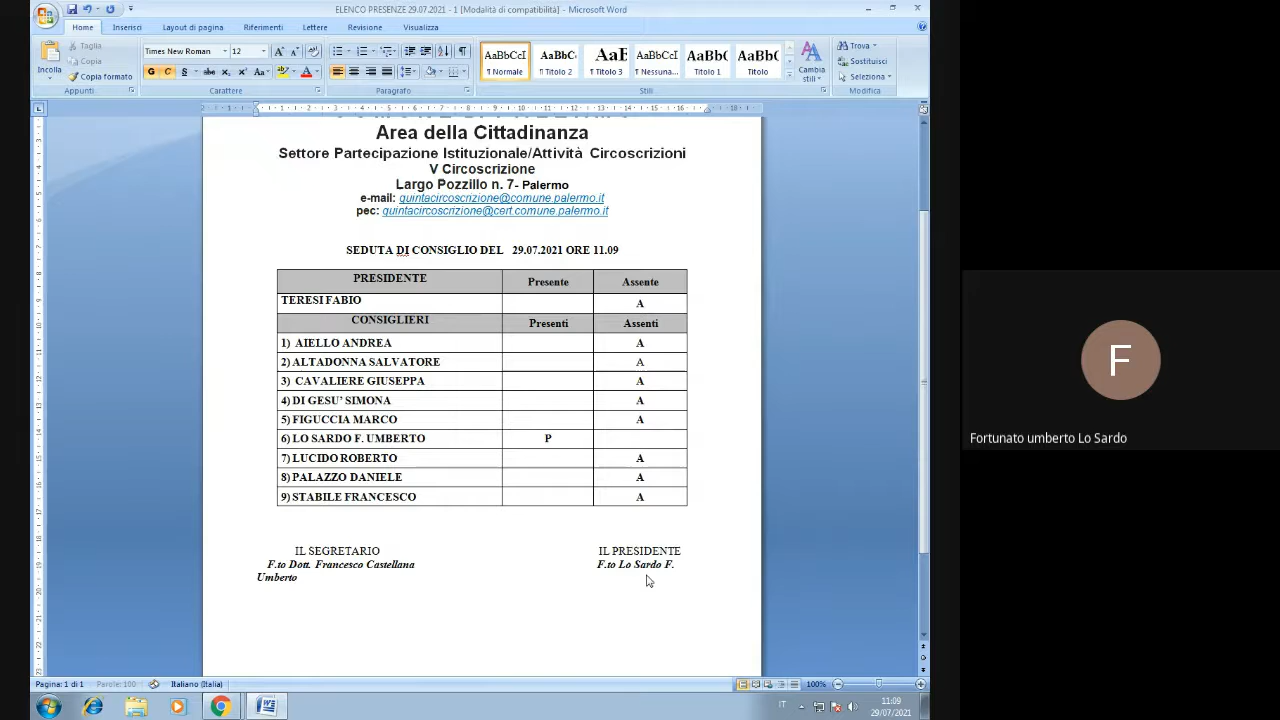 ELENCO PRESENZE 29.07.2021 - 1 [Modalità di compatibilità] - Microsoft Word
Home Inserisci Layout di pagina Riferimenti Lettere Revisione Visualizza
Incolla
Taglia
Copia
Copia formato
Times New Roman 12
AaBbCcI AaBbC AaBb AaBbCcI AaBbC AaBbC
¶ Normale ¶ Titolo 2 ¶ Titolo 3 ¶ Nessuna... Titolo 1 Titolo
Cambia stili
Trova
Sostituisci
Seleziona
Appunti Carattere Paragrafo Stili Modifica
Area della Cittadinanza
Settore Partecipazione Istituzionale/Attività Circoscrizioni
V Circoscrizione
Largo Pozzillo n. 7- Palermo
e-mail: quintacircoscrizione@comune.palermo.it
pec: quintacircoscrizione@cert.comune.palermo.it
SEDUTA DI CONSIGLIO DEL 29.07.2021 ORE 11.09
PRESIDENTE Presente Assente
TERESI FABIO A
CONSIGLIERI Presenti Assenti
1) AIELLO ANDREA A
2) ALTADONNA SALVATORE A
3) CAVALIERE GIUSEPPA A
4) DI GESU' SIMONA A
5) FIGUCCIA MARCO A
6) LO SARDO F. UMBERTO P
7) LUCIDO ROBERTO A
8) PALAZZO DANIELE A
9) STABILE FRANCESCO A
IL SEGRETARIO IL PRESIDENTE
F.to Dott. Francesco Castellana F.to Lo Sardo F.
Umberto
F
Fortunato umberto Lo Sardo
Pagina: 1 di 1 Parole: 100 Italiano (Italia) 100%
IT 11:09
29/07/2021